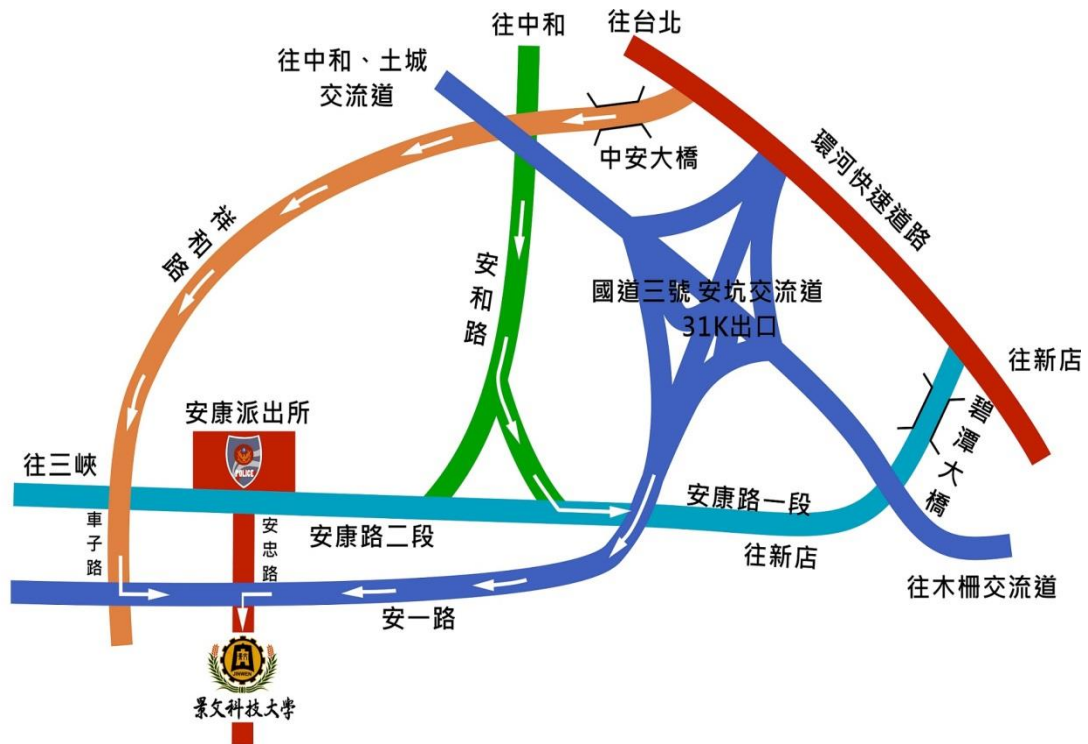 往中和
往台北
往中和、土城
交流道
中安大橋
環河快速道路
祥和路
安和路
國道三號 安坑交流道
31K出口
往新店
碧潭大橋
安康派出所
POLICE
往三峽
安康路一段
車子路
安忠路
安康路二段
往新店
往木柵交流道
安一路
JINWEN
景文科技大學